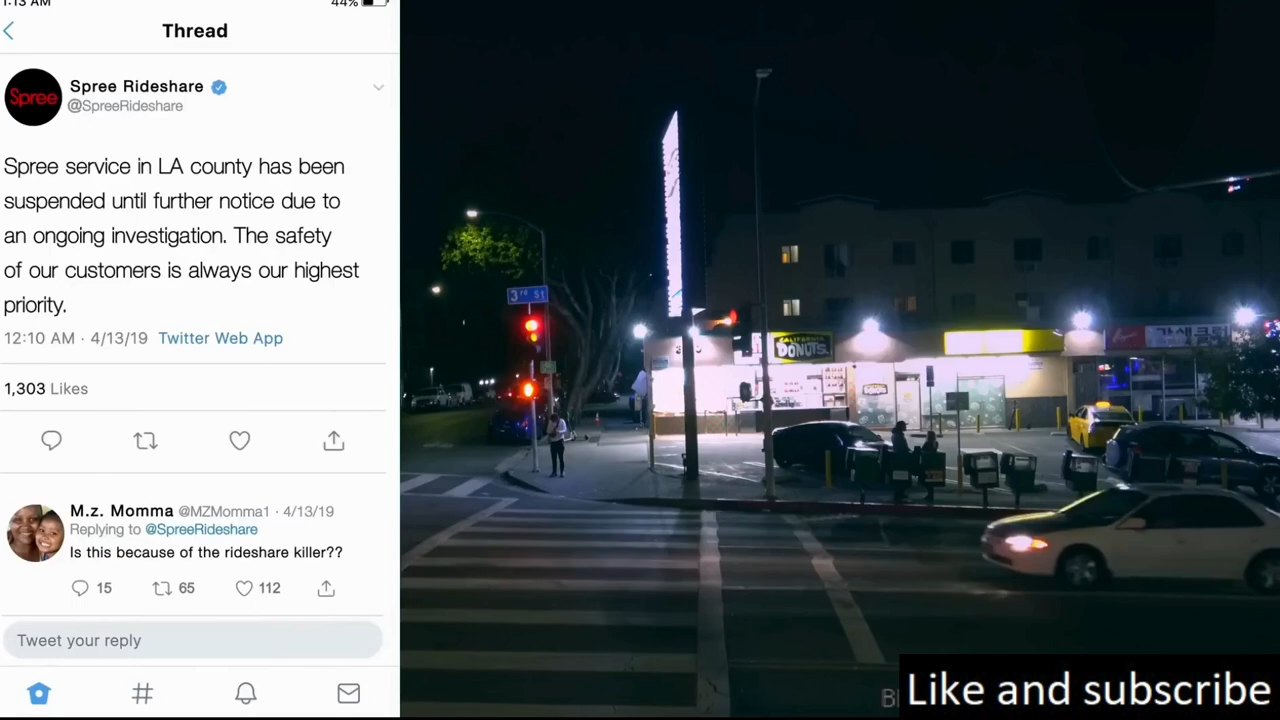 1:13 AM
44%
Thread
Spree
Spree Rideshare
@SpreeRideshare
Spree service in LA county has been
suspended until further notice due to
an ongoing investigation. The safety
of our customers is always our highest
priority.
12:10 AM · 4/13/19 Twitter Web App
1,303 Likes
M.z. Momma @MZMomma1 · 4/13/19
Replying to @SpreeRideshare
Is this because of the rideshare killer??
15 65 112
Tweet your reply
3rd St
CALIFORNIA
DONUTS
Like and subscribe